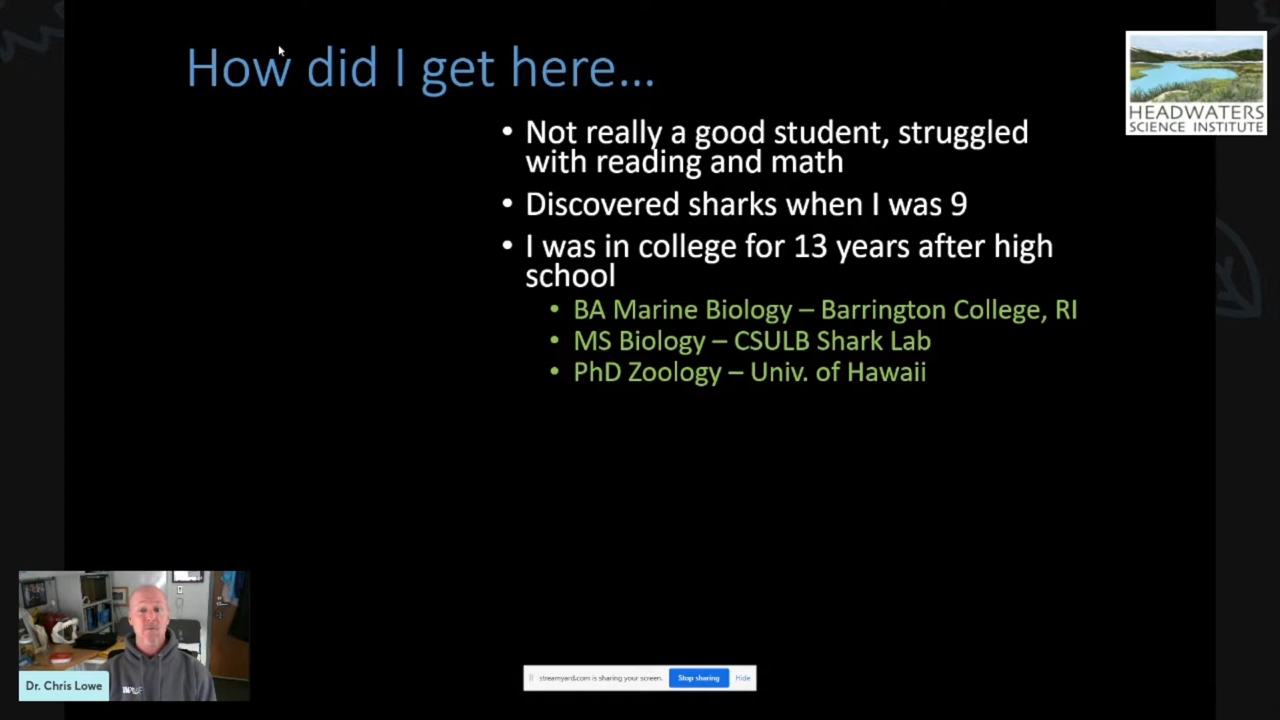 How did I get here...
HEADWATERS
SCIENCE INSTITUTE
• Not really a good student, struggled
with reading and math
• Discovered sharks when I was 9
• I was in college for 13 years after high
school
• BA Marine Biology – Barrington College, RI
• MS Biology – CSULB Shark Lab
• PhD Zoology – Univ. of Hawaii
Dr. Chris Lowe
streamyard.com is sharing your screen. Stop sharing Hide